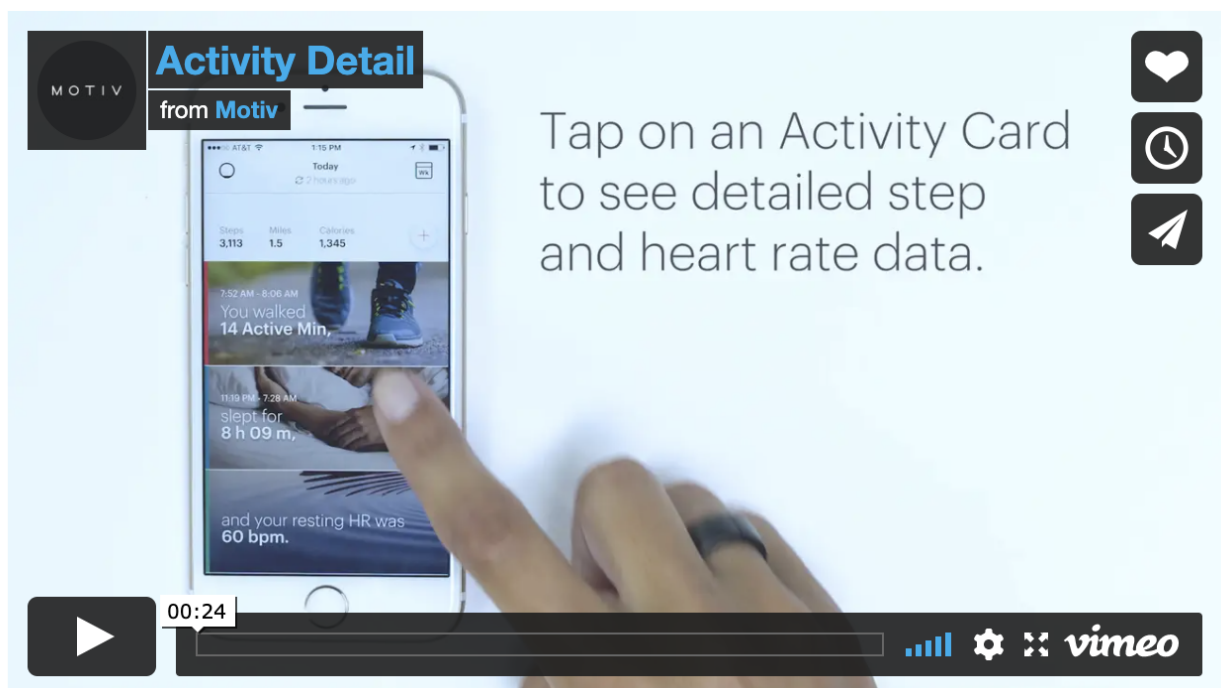 MOTIV
Activity Detail
from Motiv
Tap on an Activity Card
to see detailed step
and heart rate data.
AT&T 1:15 PM
Today
2 hours ago
Wk
Steps Miles Calories
3,113 1.5 1,345
7:52 AM - 8:06 AM
You walked
14 Active Min,
11:19 PM - 7:28 AM
slept for
8 h 09 m,
and your resting HR was
60 bpm.
00:24
vimeo